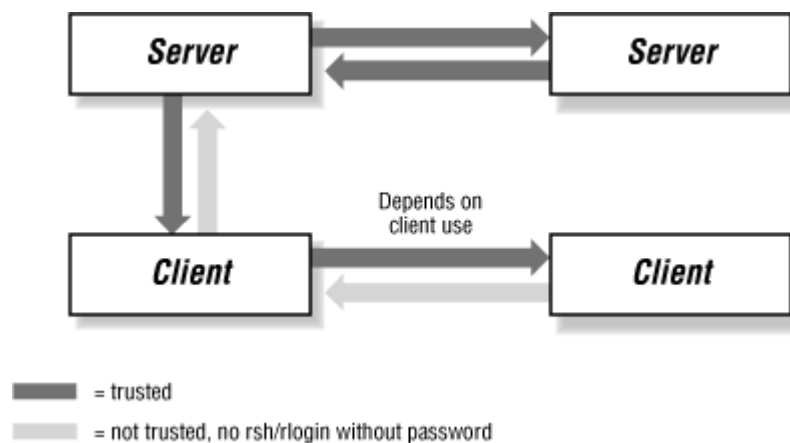 Server
Server
Depends on
client use
Client
Client
= trusted
= not trusted, no rsh/rlogin without password